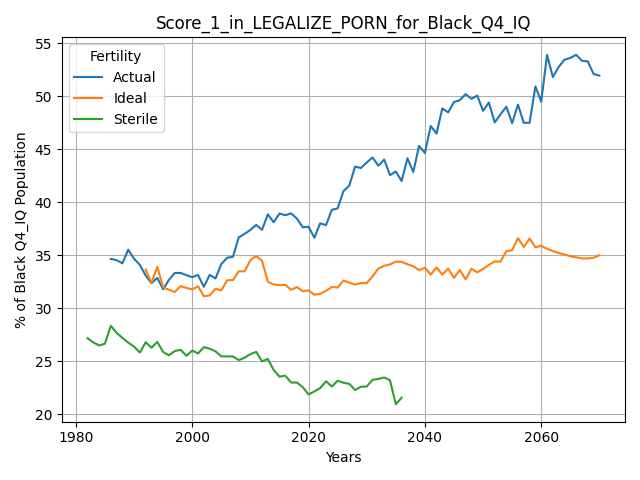 Score_1_in_LEGALIZE_PORN_for_Black_Q4_IQ
Fertility
Actual
Ideal
Sterile
% of Black Q4_IQ Population
55
50
45
40
35
30
25
20
1980
2000
2020
2040
2060
Years